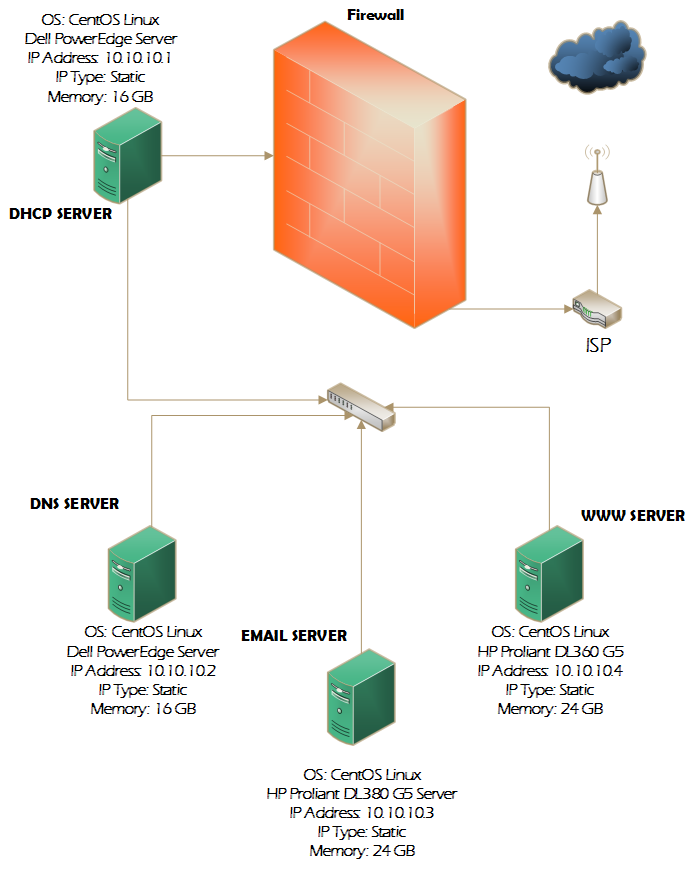 Firewall
OS: CentOS Linux
Dell PowerEdge Server
IP Address: 10.10.10.1
IP Type: Static
Memory: 16 GB
DHCP SERVER
ISP
DNS SERVER
OS: CentOS Linux
Dell PowerEdge Server
IP Address: 10.10.10.2
IP Type: Static
Memory: 16 GB
EMAIL SERVER
OS: CentOS Linux
HP Proliant DL380 G5 Server
IP Address: 10.10.10.3
IP Type: Static
Memory: 24 GB
WWW SERVER
OS: CentOS Linux
HP Proliant DL360 G5
IP Address: 10.10.10.4
IP Type: Static
Memory: 24 GB